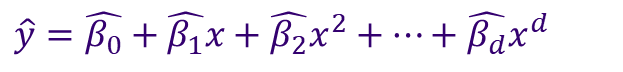 ŷ = β̂₀ + β̂₁x + β̂₂x² + ⋯ + β̂_d x^d